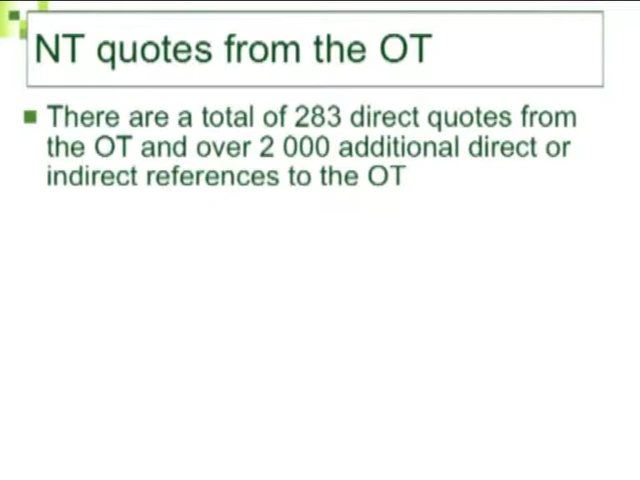 NT quotes from the OT
There are a total of 283 direct quotes from
the OT and over 2 000 additional direct or
indirect references to the OT